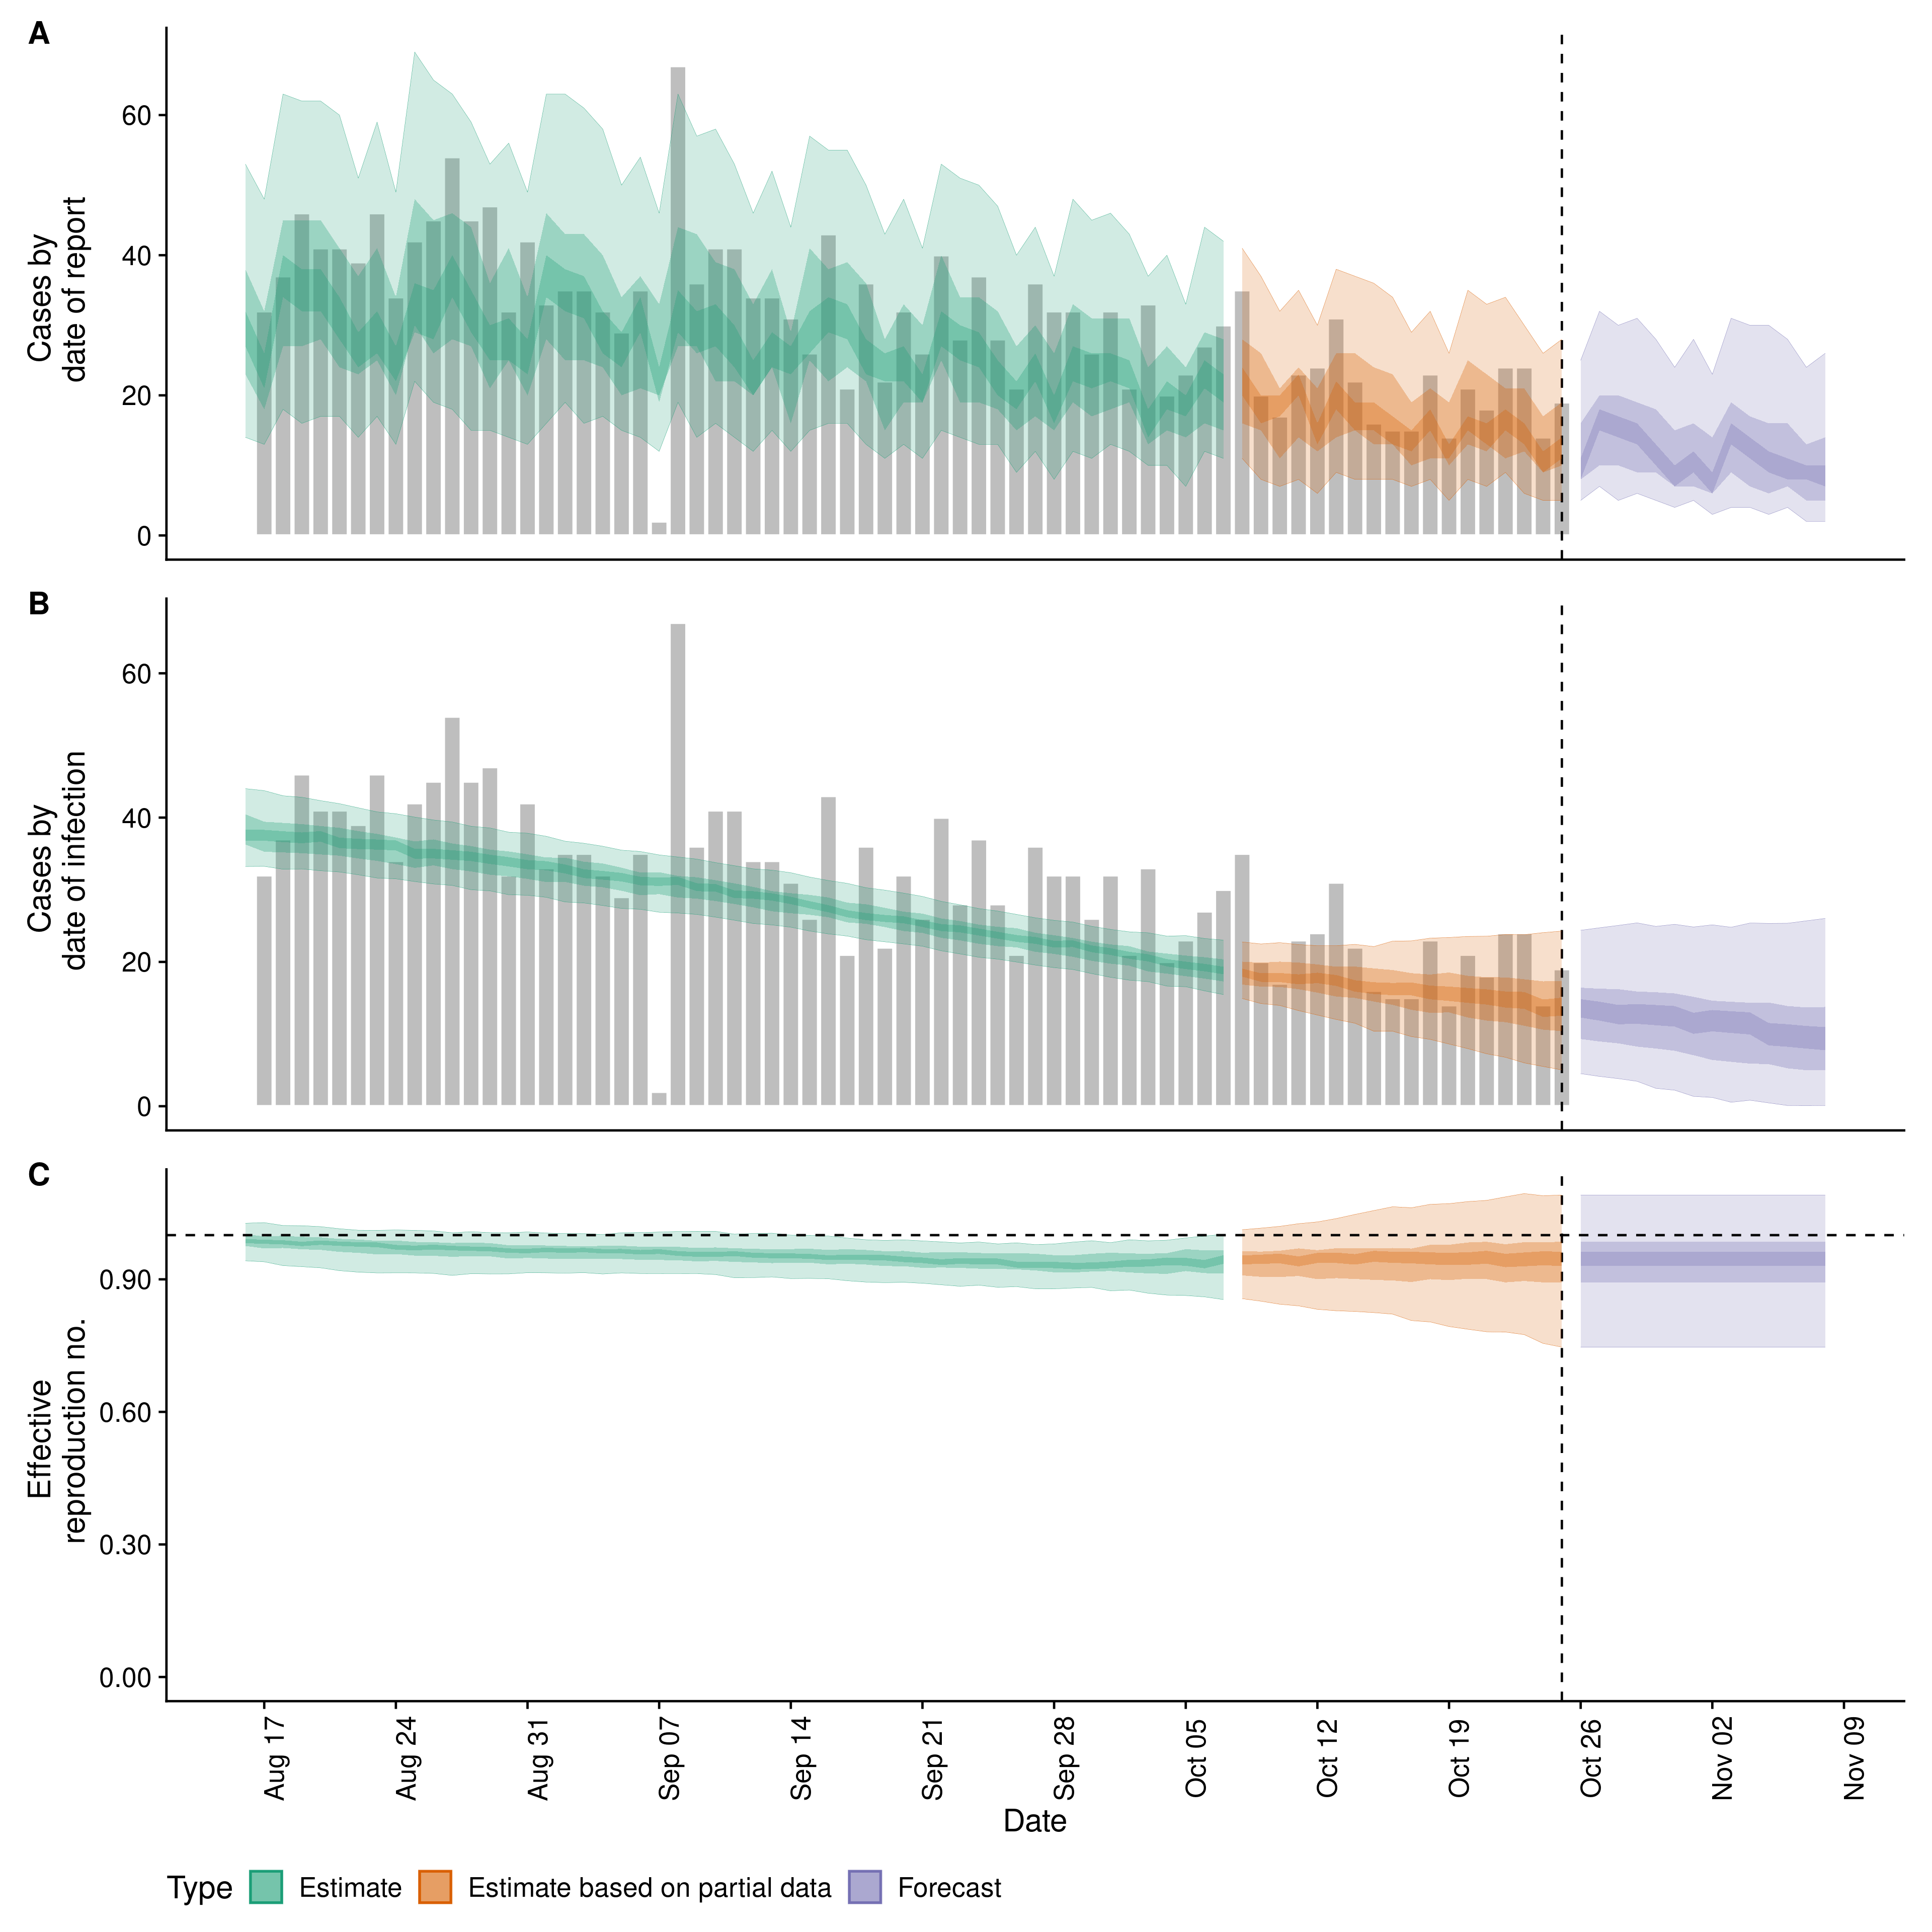 A
Cases by
date of report
60
40
20
0
B
Cases by
date of infection
60
40
20
0
C
Effective
reproduction no.
0.90
0.60
0.30
0.00
Aug 17
Aug 24
Aug 31
Sep 07
Sep 14
Sep 21
Sep 28
Oct 05
Oct 12
Oct 19
Oct 26
Nov 02
Nov 09
Date
Type Estimate Estimate based on partial data Forecast